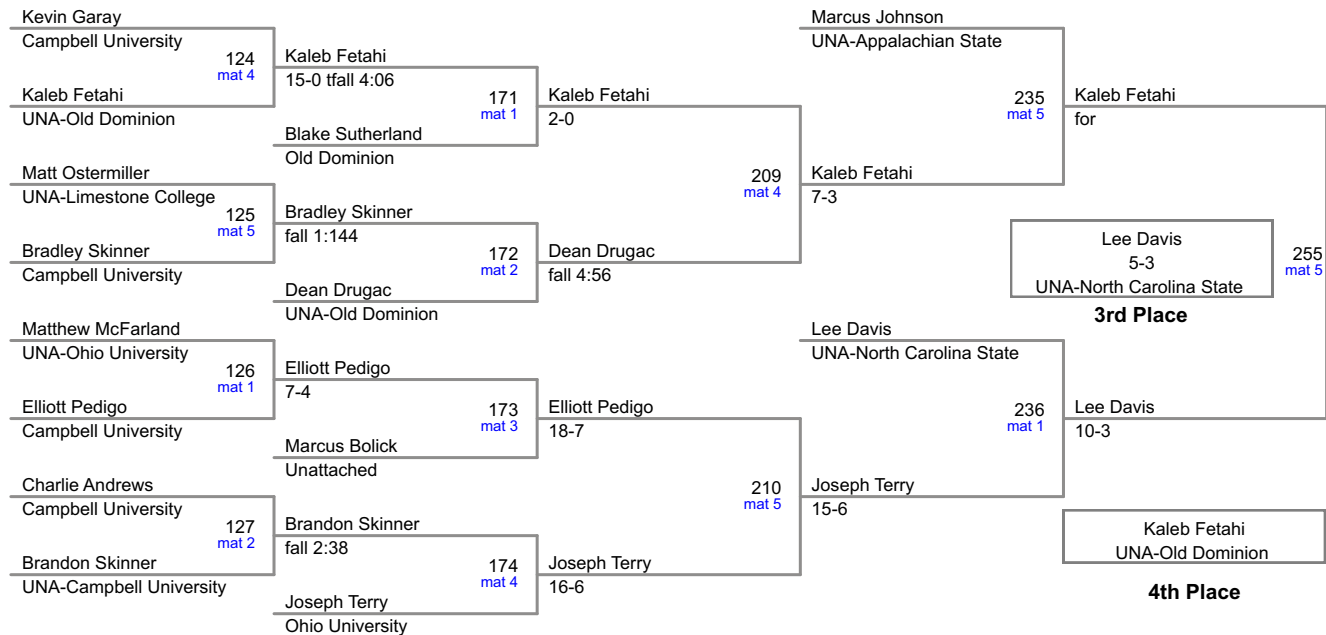 Kevin Garay
Campbell University
124
mat 4
Kaleb Fetahi
UNA-Old Dominion
Matt Ostermiller
UNA-Limestone College
125
mat 5
Bradley Skinner
Campbell University
Matthew McFarland
UNA-Ohio University
126
mat 1
Elliott Pedigo
Campbell University
Charlie Andrews
Campbell University
127
mat 2
Brandon Skinner
UNA-Campbell University
Kaleb Fetahi
15-0 tfall 4:06
171
mat 1
Blake Sutherland
Old Dominion
Bradley Skinner
fall 1:144
172
mat 2
Dean Drugac
UNA-Old Dominion
Elliott Pedigo
7-4
173
mat 3
Marcus Bolick
Unattached
Brandon Skinner
fall 2:38
174
mat 4
Joseph Terry
Ohio University
Kaleb Fetahi
2-0
209
mat 4
Dean Drugac
fall 4:56
Elliott Pedigo
18-7
210
mat 5
Joseph Terry
16-6
Marcus Johnson
UNA-Appalachian State
235
mat 5
Kaleb Fetahi
7-3
Lee Davis
UNA-North Carolina State
236
mat 1
Joseph Terry
15-6
Kaleb Fetahi
for
255
mat 5
Lee Davis
10-3
Lee Davis
5-3
UNA-North Carolina State
3rd Place
Kaleb Fetahi
UNA-Old Dominion
4th Place